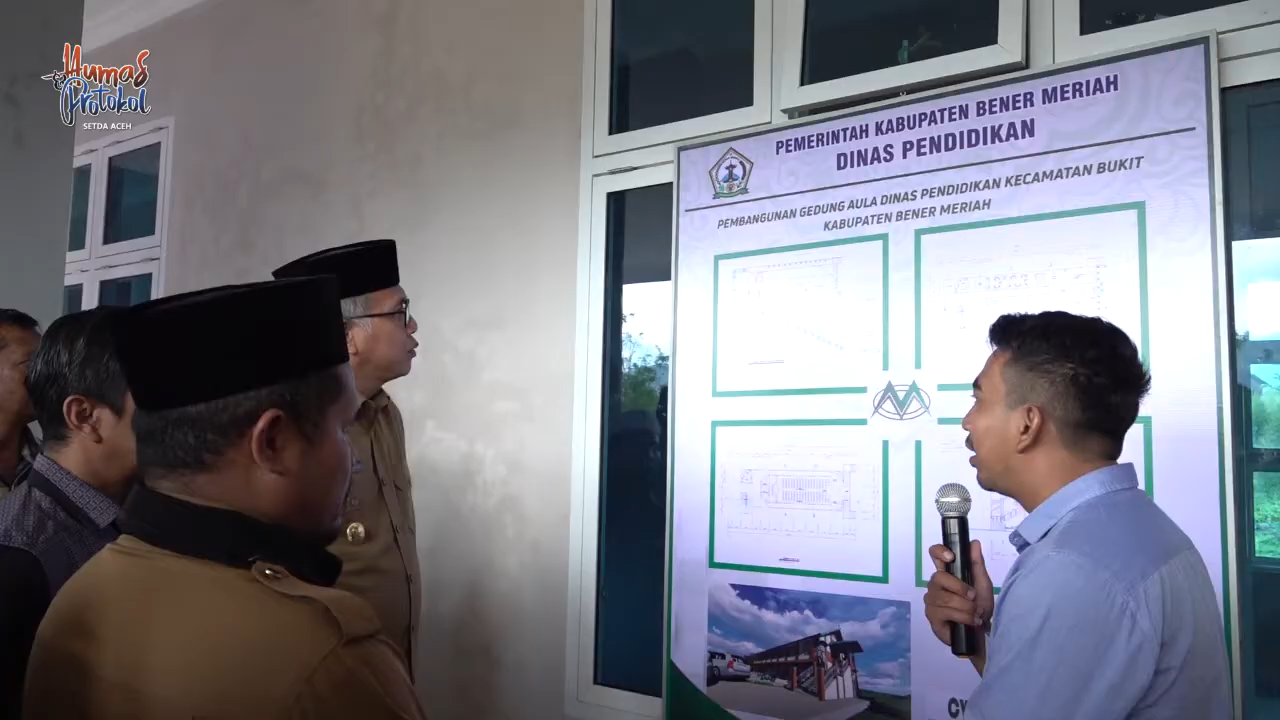 Humas
& Protokol
SETDA ACEH
PEMERINTAH KABUPATEN BENER MERIAH
DINAS PENDIDIKAN
PEMBANGUNAN GEDUNG AULA DINAS PENDIDIKAN KECAMATAN BUKIT
KABUPATEN BENER MERIAH
CV